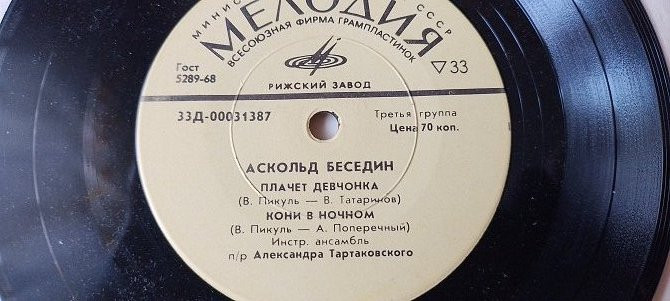 МИНИС
СССР
МЕЛОДИЯ
ВСЕСОЮЗНАЯ ФИРМА ГРАМПЛАСТИНОК
Гост
5289-68
▽33
РИЖСКИЙ ЗАВОД
33Д-00031387
Третья группа
Цена 70 коп.
АСКОЛЬД БЕСЕДИН
ПЛАЧЕТ ДЕВЧОНКА
(В. Пикуль — В. Татаринов)
КОНИ В НОЧНОМ
(В. Пикуль — А. Поперечный)
Инстр. ансамбль
п/р Александра Тартаковского